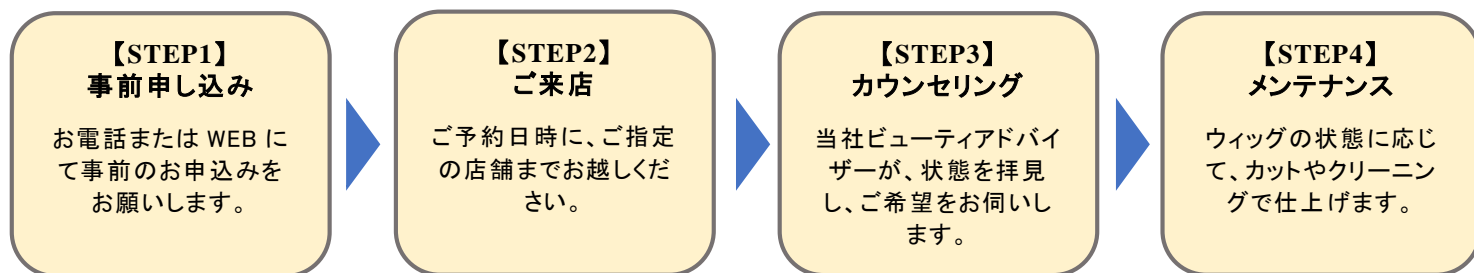 【STEP1】
事前申し込み
お電話または WEB に
て事前のお申込みを
お願いします。
【STEP2】
ご来店
ご予約日時に、ご指定
の店舗までお越しくだ
さい。
【STEP3】
カウンセリング
当社ビューティアドバイ
ザーが、状態を拝見
し、ご希望をお伺いし
ます。
【STEP4】
メンテナンス
ウィッグの状態に応じ
て、カットやクリーニン
グで仕上げます。